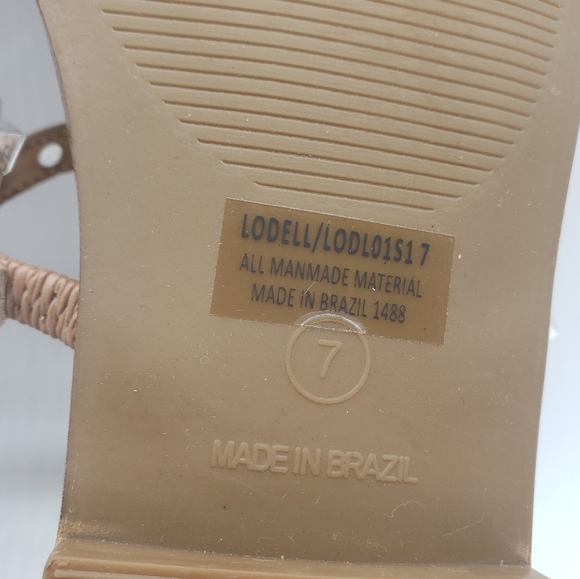 LODELL/LODL01S1 7
ALL MANMADE MATERIAL
MADE IN BRAZIL 1488
7
MADE IN BRAZIL